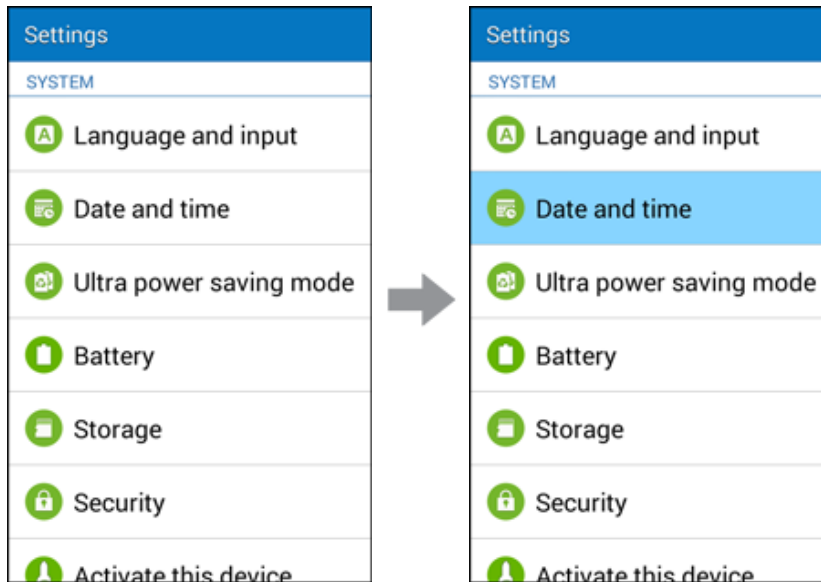 Settings
SYSTEM
A
Language and input
Date and time
Ultra power saving mode
Battery
Storage
Security
Activate this device
Settings
SYSTEM
A
Language and input
Date and time
Ultra power saving mode
Battery
Storage
Security
Activate this device